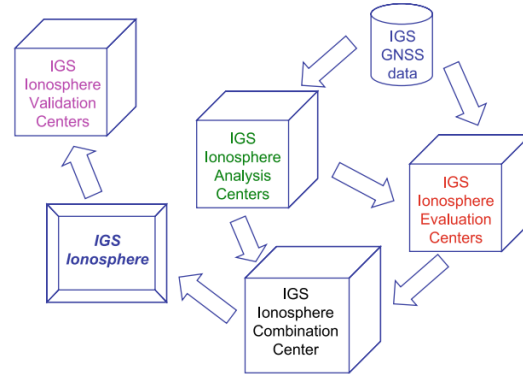 IGS
Ionosphere
Validation
Centers
IGS
GNSS
data
IGS
Ionosphere
Analysis
Centers
IGS
Ionosphere
Evaluation
Centers
IGS
Ionosphere
IGS
Ionosphere
Combination
Center